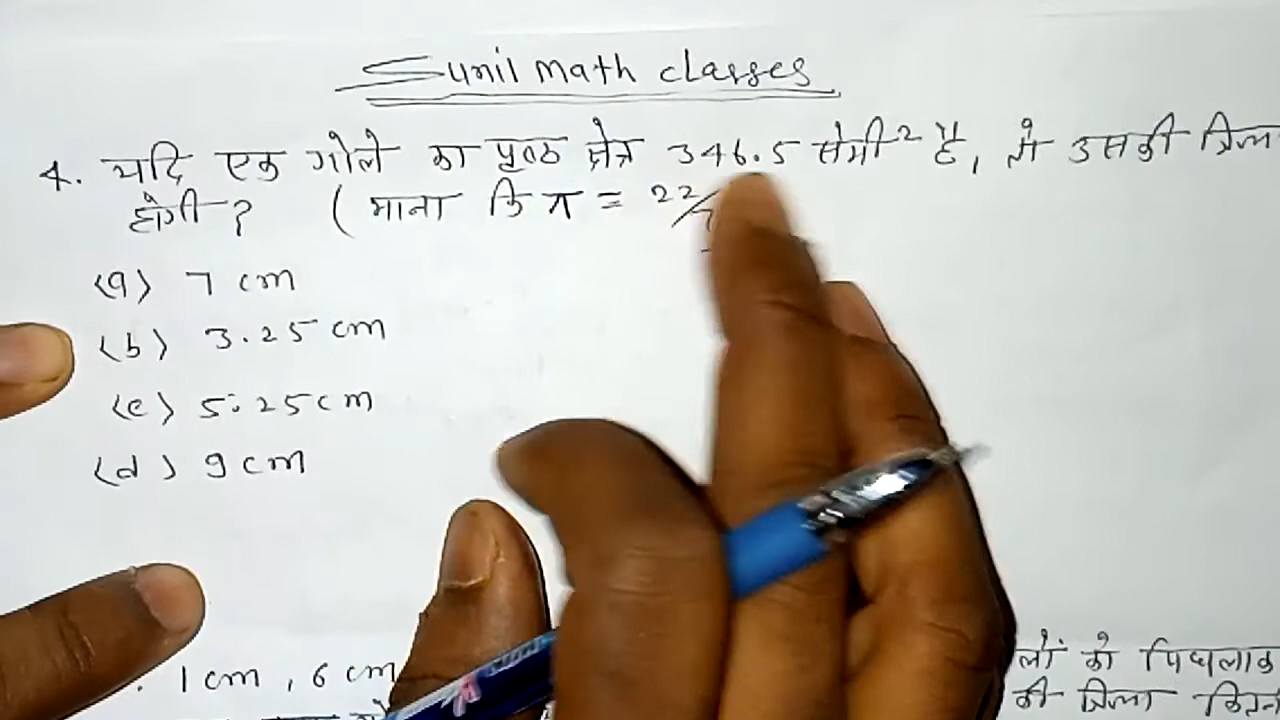 Sunil math classes
4. यदि एक गोले का पृष्ठ क्षेत्र 346.5 सेमी² है, तो उसकी त्रिज्या
होगी? (माना कि π = 22/7
(a) 7 cm
(b) 3.25 cm
(c) 5.25 cm
(d) 9 cm
1 cm, 6 cm
को पिघलाक
की त्रिज्या